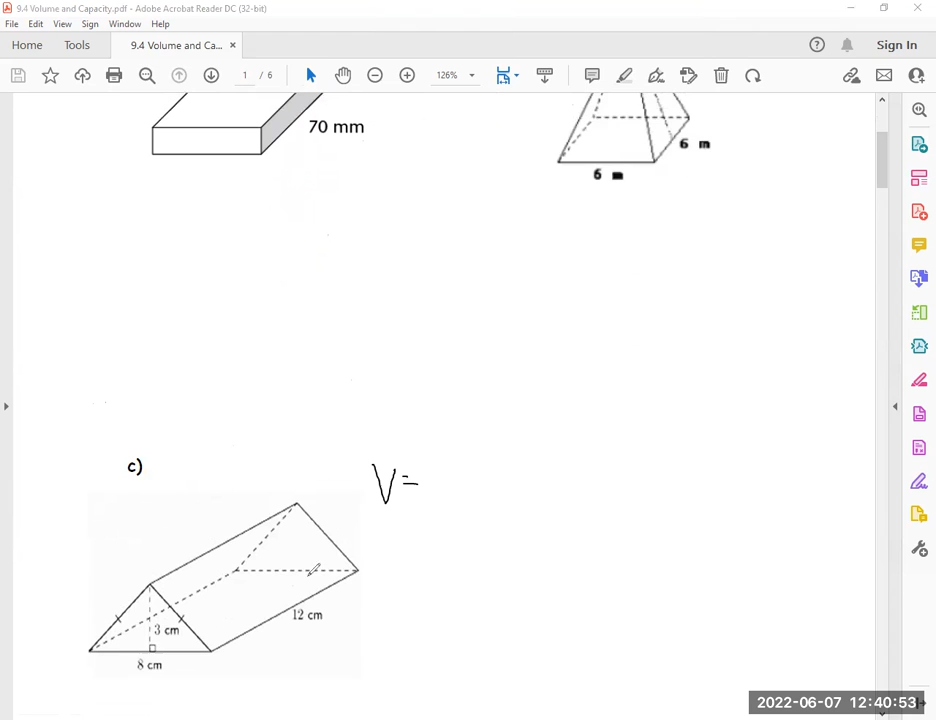 9.4 Volume and Capacity.pdf - Adobe Acrobat Reader DC (32-bit)
File Edit View Sign Window Help
Home Tools 9.4 Volume and Ca... × Sign In
1 / 6 126%
70 mm
6 m
6 m
c)
V=
12 cm
3 cm
8 cm
2022-06-07 12:40:53